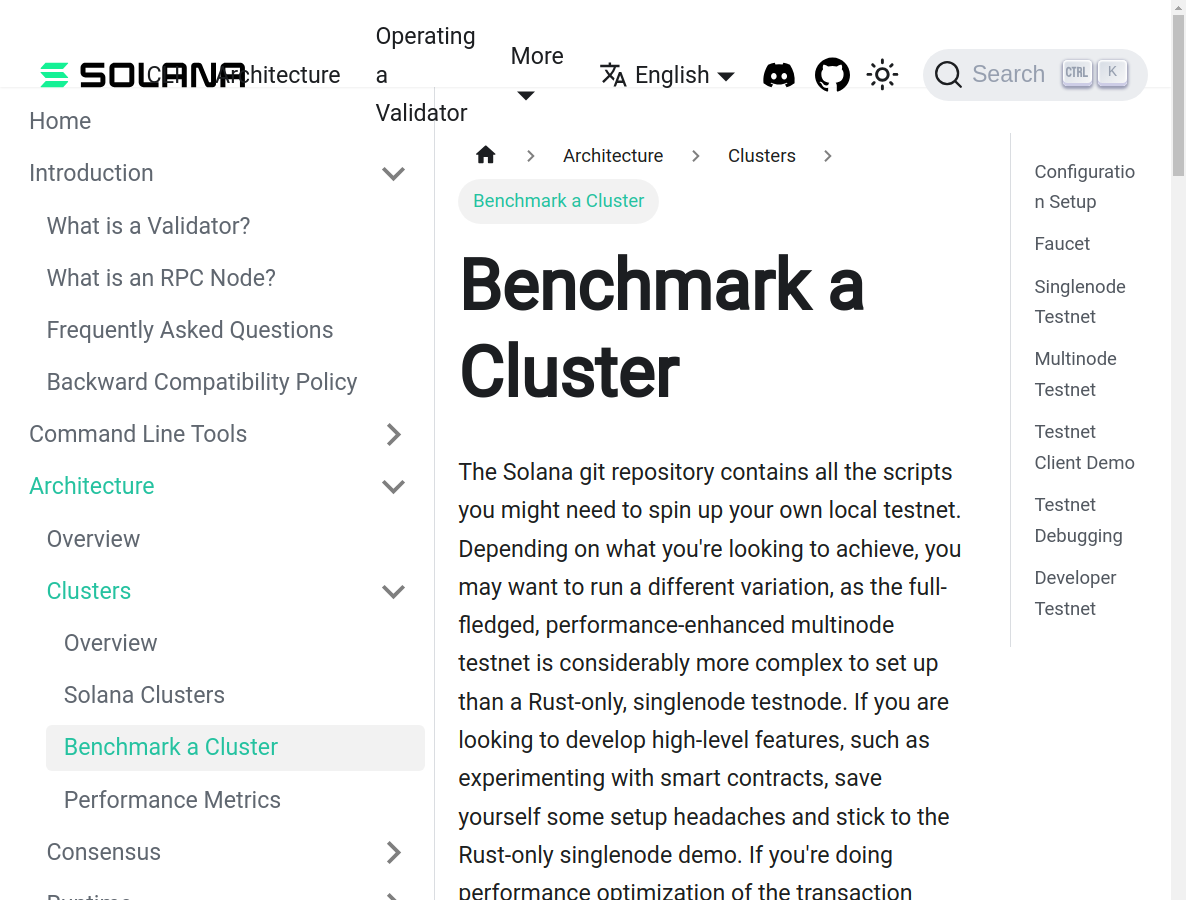 SOLANA
CLI
Architecture
Operating
a
Validator
More
English
Search
CTRL
K
Home
Introduction
What is a Validator?
What is an RPC Node?
Frequently Asked Questions
Backward Compatibility Policy
Command Line Tools
Architecture
Overview
Clusters
Overview
Solana Clusters
Benchmark a Cluster
Performance Metrics
Consensus
Runtime
Architecture
Clusters
Benchmark a Cluster
Benchmark a
Cluster
The Solana git repository contains all the scripts
you might need to spin up your own local testnet.
Depending on what you're looking to achieve, you
may want to run a different variation, as the full-
fledged, performance-enhanced multinode
testnet is considerably more complex to set up
than a Rust-only, singlenode testnode. If you are
looking to develop high-level features, such as
experimenting with smart contracts, save
yourself some setup headaches and stick to the
Rust-only singlenode demo. If you're doing
performance optimization of the transaction
Configuratio
n Setup
Faucet
Singlenode
Testnet
Multinode
Testnet
Testnet
Client Demo
Testnet
Debugging
Developer
Testnet